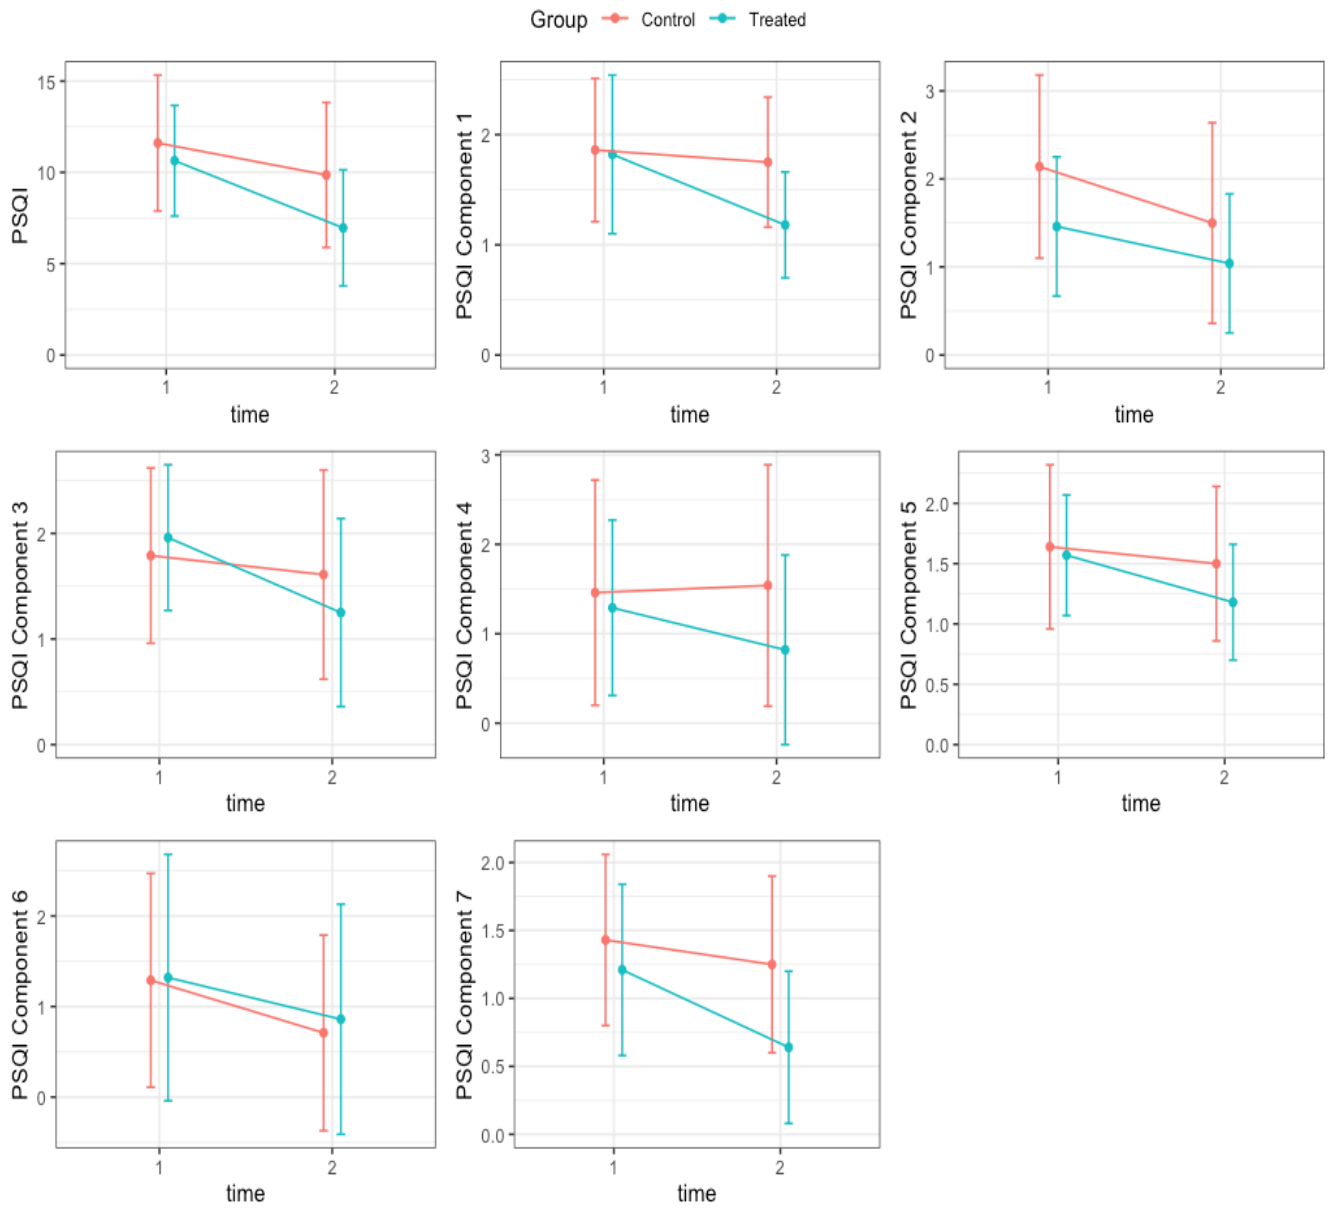 Group Control Treated
PSQI
15
10
5
0
1 2
time
PSQI Component 1
2
1
0
1 2
time
PSQI Component 2
3
2
1
0
1 2
time
PSQI Component 3
2
1
0
1 2
time
PSQI Component 4
3
2
1
0
1 2
time
PSQI Component 5
2.0
1.5
1.0
0.5
0.0
1 2
time
PSQI Component 6
2
1
0
1 2
time
PSQI Component 7
2.0
1.5
1.0
0.5
0.0
1 2
time